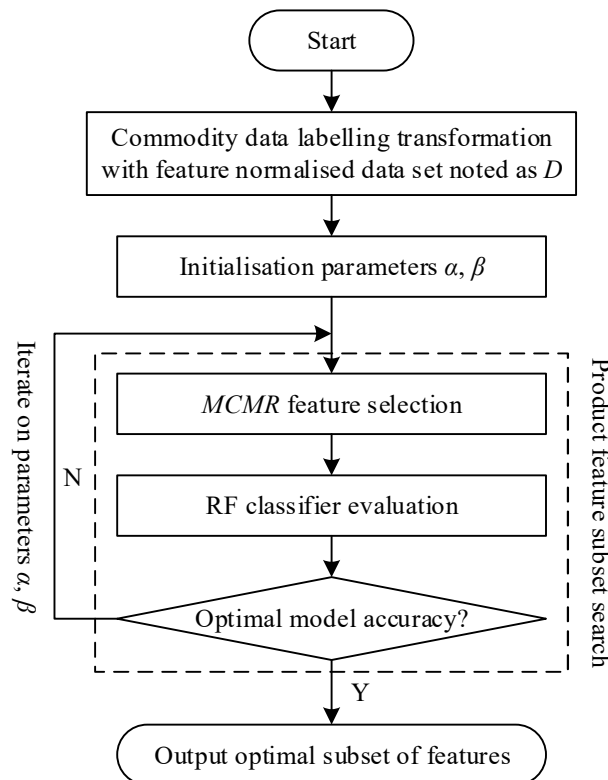 Start
Commodity data labelling transformation
with feature normalised data set noted as D
Initialisation parameters α, β
Iterate on parameters α, β
MCMR feature selection
Product feature subset search
N
RF classifier evaluation
Optimal model accuracy?
Y
Output optimal subset of features